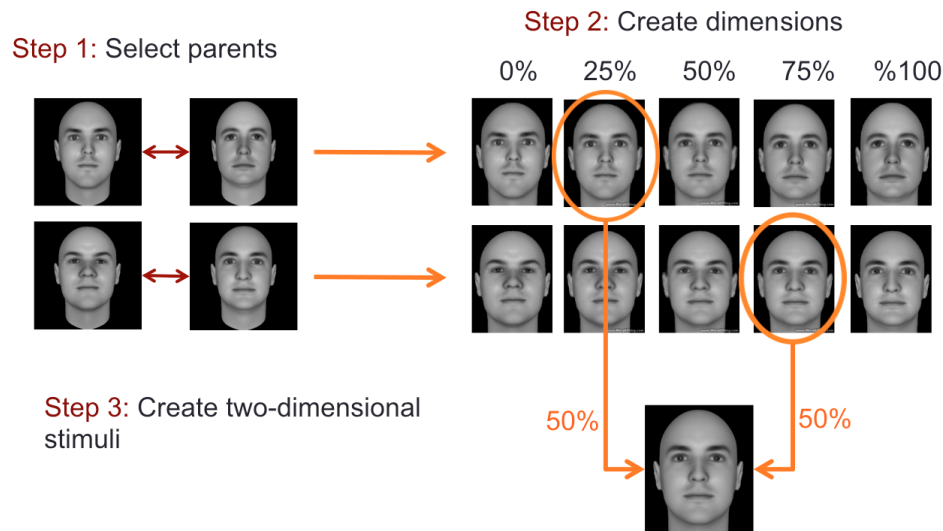 Step 1: Select parents
Step 2: Create dimensions
0% 25% 50% 75% %100
Step 3: Create two-dimensional
stimuli
50%
50%